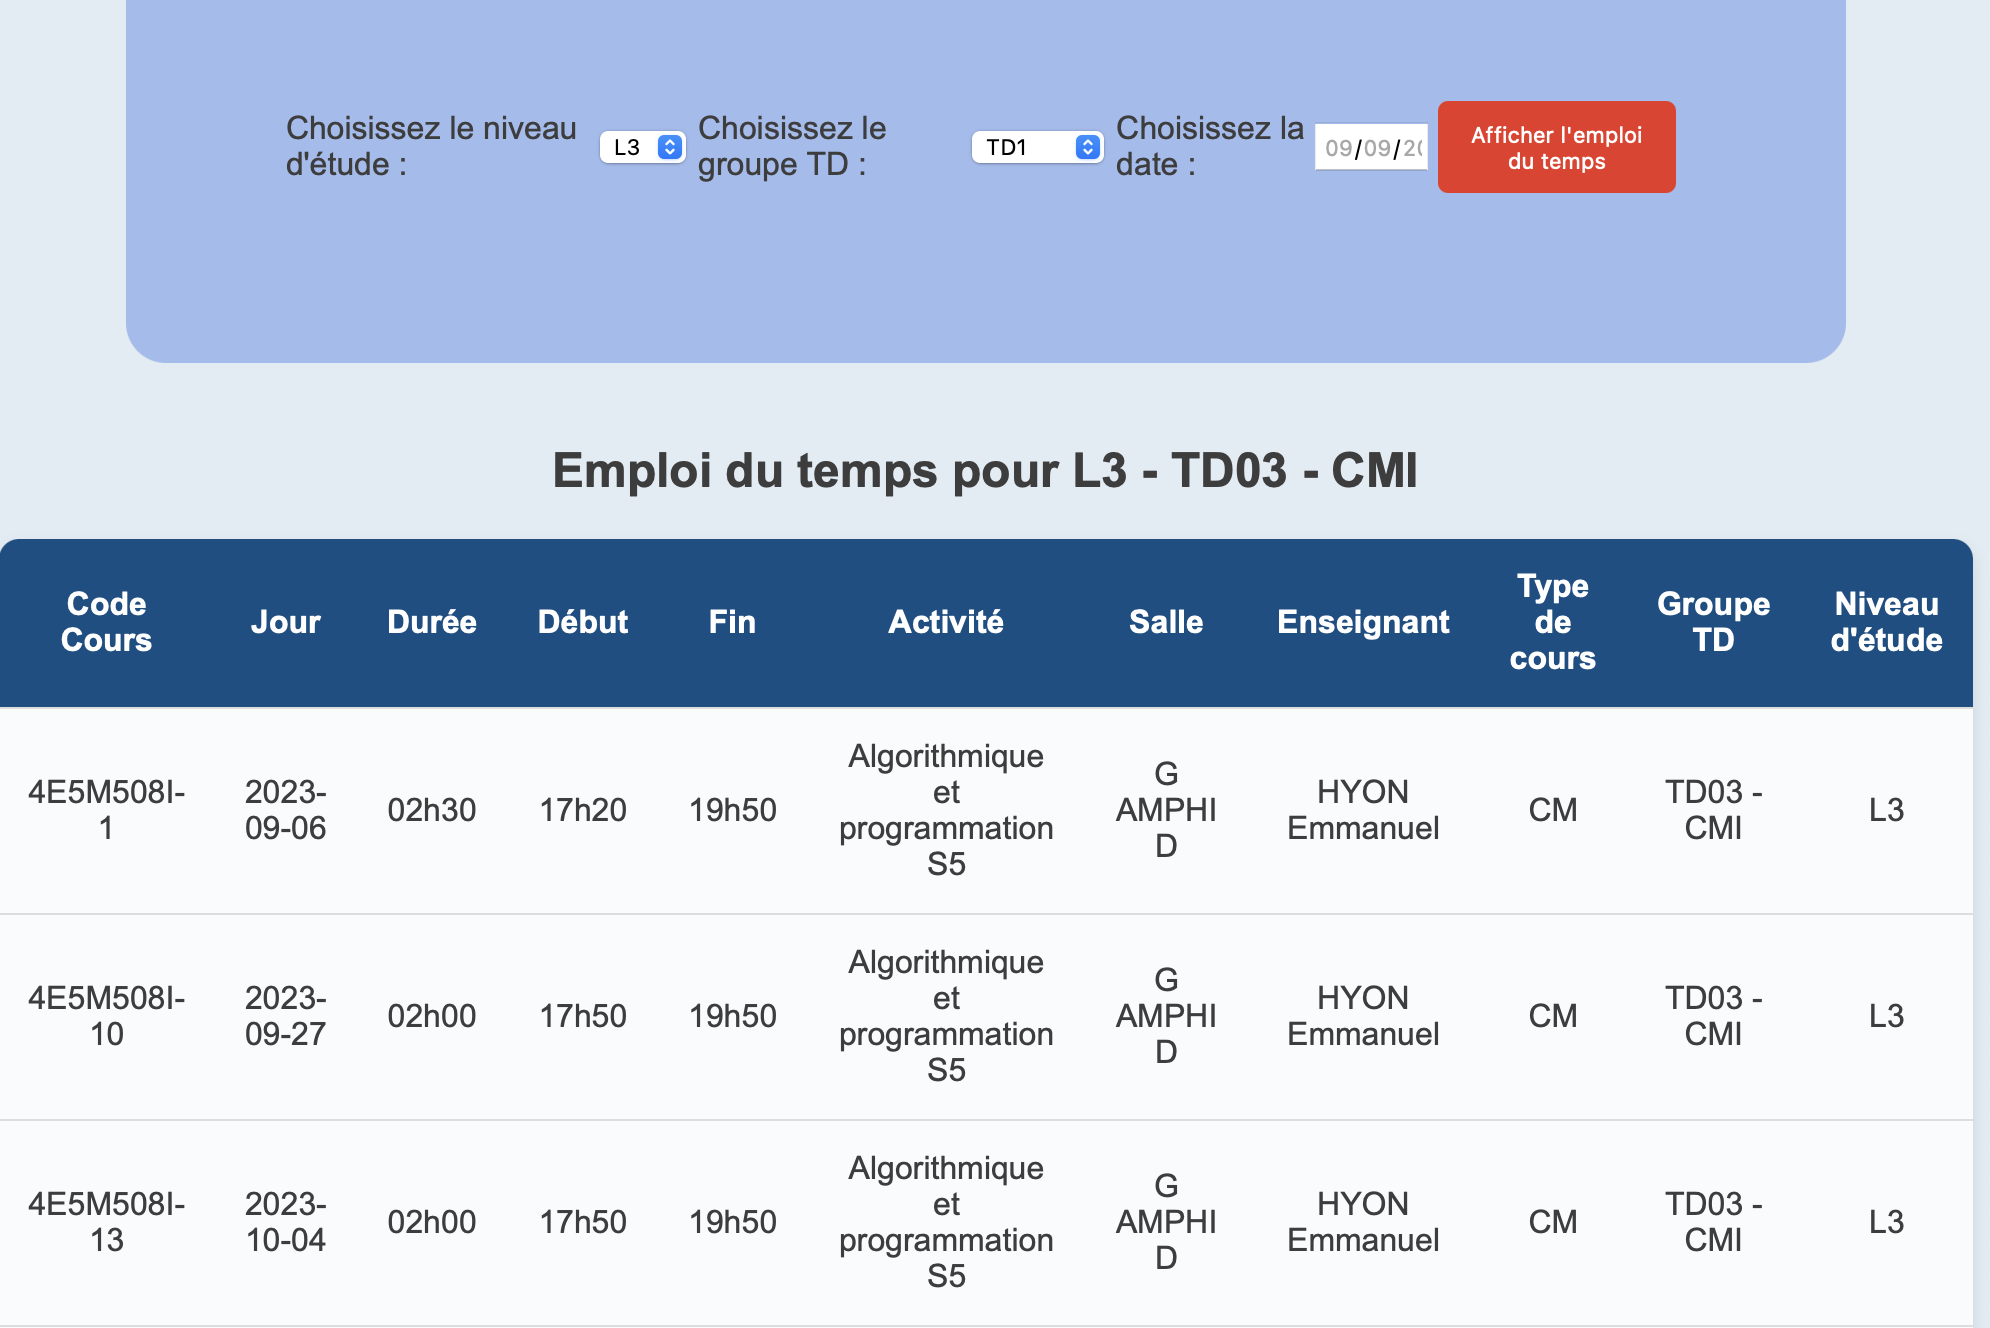 Choisissez le niveau
d'étude :
L3
Choisissez le
groupe TD :
TD1
Choisissez la
date :
09/09/20
Afficher l'emploi
du temps
Emploi du temps pour L3 - TD03 - CMI
Code
Cours
Jour
Durée
Début
Fin
Activité
Salle
Enseignant
Type
de
cours
Groupe
TD
Niveau
d'étude
4E5M508I-
1
2023-
09-06
02h30
17h20
19h50
Algorithmique
et
programmation
S5
G
AMPHI
D
HYON
Emmanuel
CM
TD03 -
CMI
L3
4E5M508I-
10
2023-
09-27
02h00
17h50
19h50
Algorithmique
et
programmation
S5
G
AMPHI
D
HYON
Emmanuel
CM
TD03 -
CMI
L3
4E5M508I-
13
2023-
10-04
02h00
17h50
19h50
Algorithmique
et
programmation
S5
G
AMPHI
D
HYON
Emmanuel
CM
TD03 -
CMI
L3